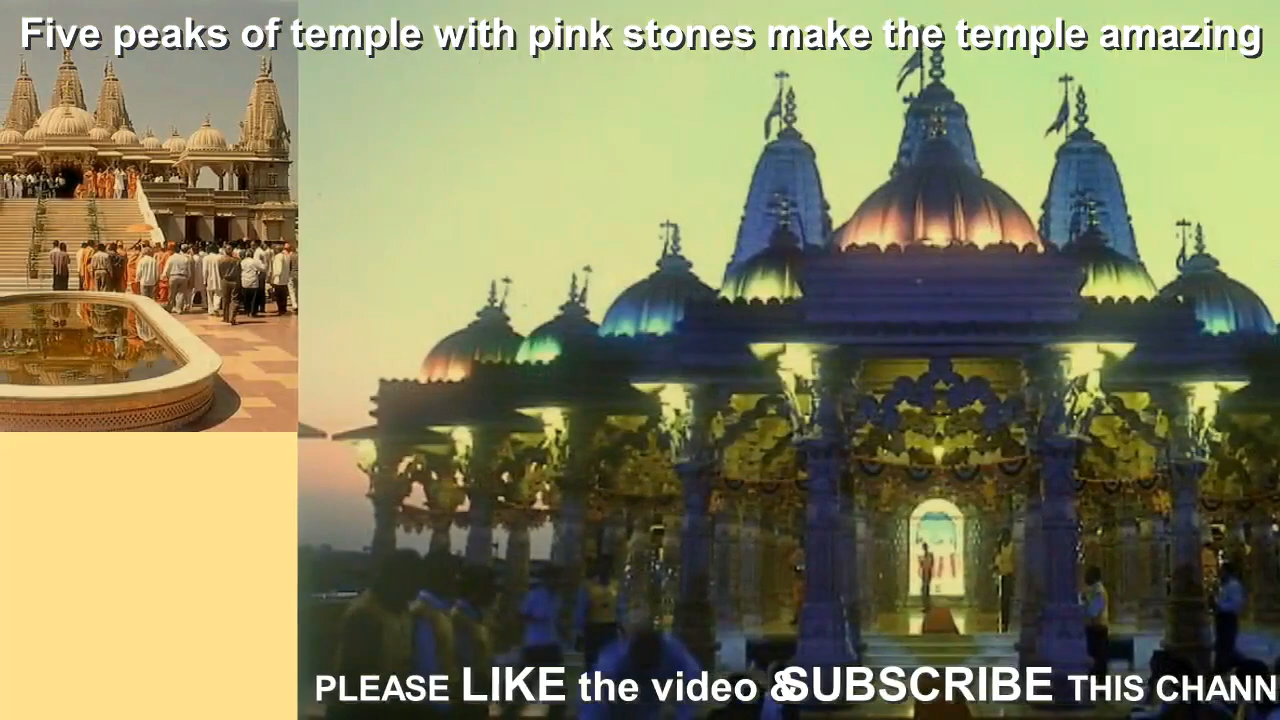 Five peaks of temple with pink stones make the temple amazing
PLEASE LIKE the video & SUBSCRIBE THIS CHANN